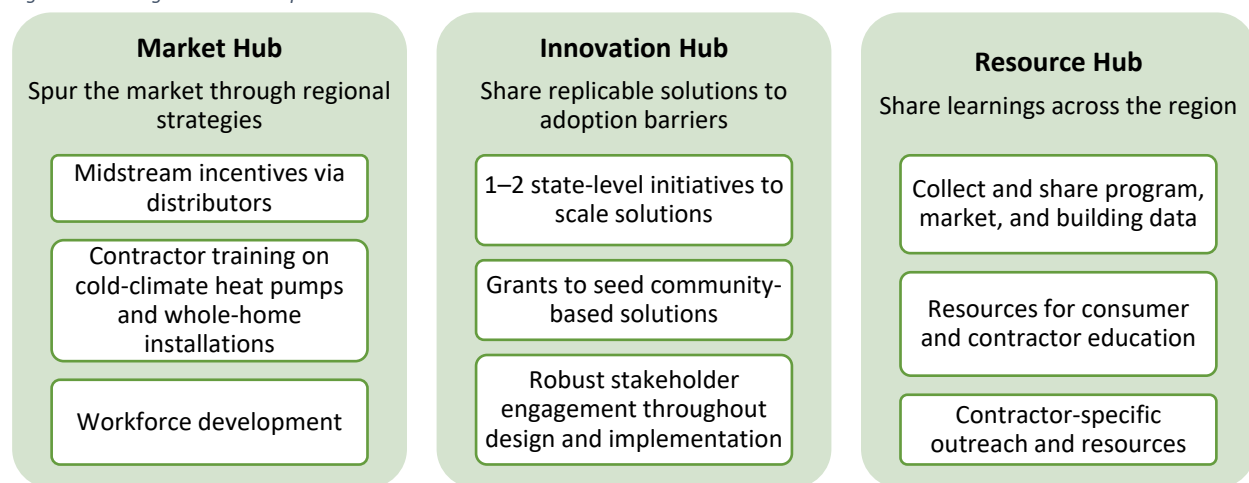 Market Hub
Spur the market through regional
strategies
Midstream incentives via
distributors
Contractor training on
cold-climate heat pumps
and whole-home
installations
Workforce development
Innovation Hub
Share replicable solutions to
adoption barriers
1–2 state-level initiatives to
scale solutions
Grants to seed community-
based solutions
Robust stakeholder
engagement throughout
design and implementation
Resource Hub
Share learnings across the region
Collect and share program,
market, and building data
Resources for consumer
and contractor education
Contractor-specific
outreach and resources